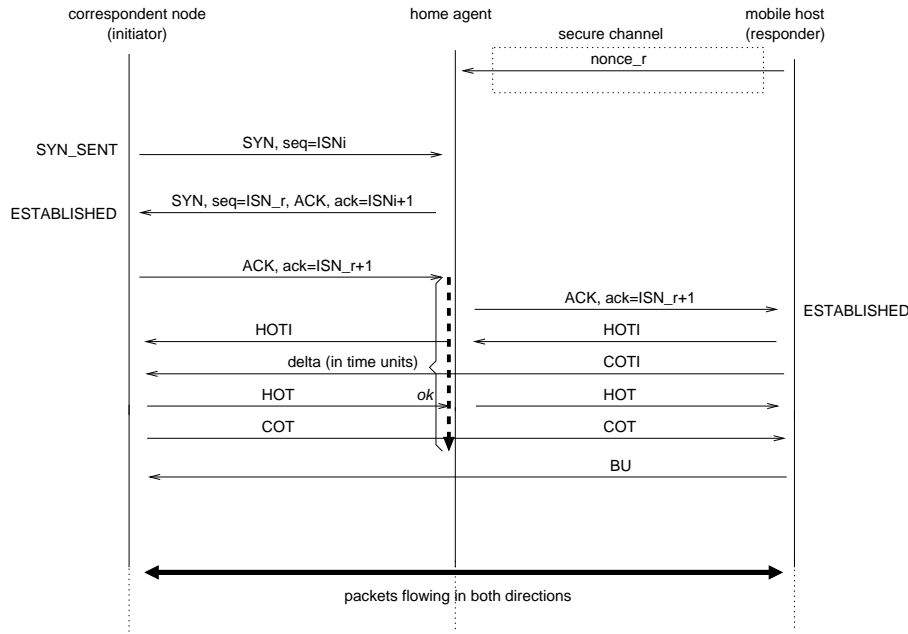 correspondent node
(initiator)
home agent
mobile host
(responder)
secure channel
nonce_r
SYN_SENT
SYN, seq=ISNi
SYN, seq=ISN_r, ACK, ack=ISNi+1
ESTABLISHED
ACK, ack=ISN_r+1
ACK, ack=ISN_r+1
ESTABLISHED
HOTI
HOTI
delta (in time units)
COTI
HOT
ok
HOT
COT
COT
BU
packets flowing in both directions